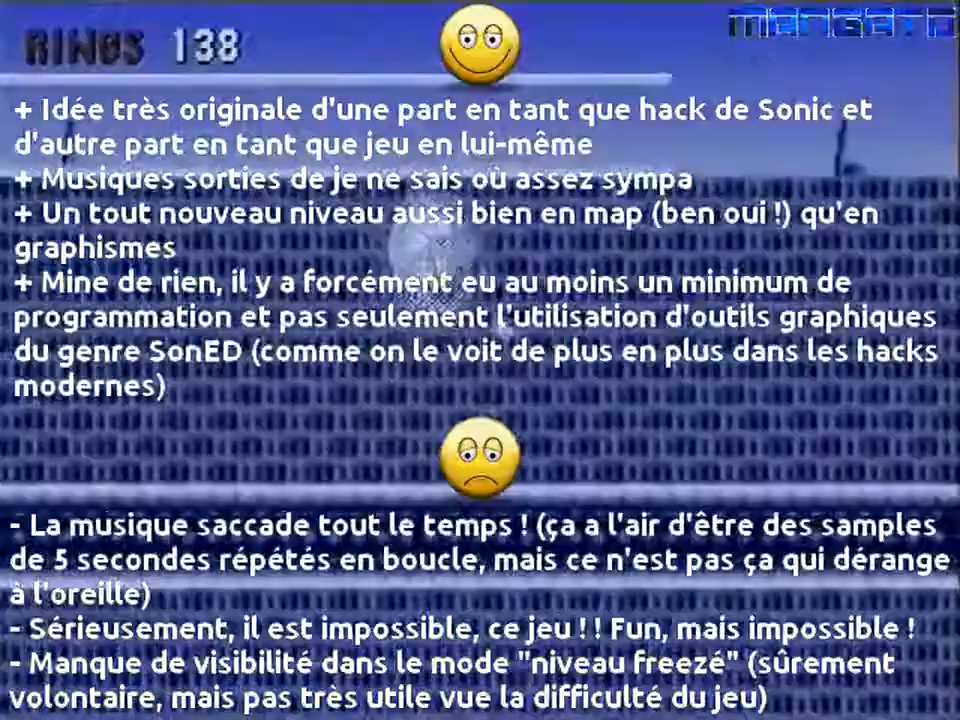 RINGS 138
MANGETO
+ Idée très originale d'une part en tant que hack de Sonic et
d'autre part en tant que jeu en lui-même
+ Musiques sorties de je ne sais où assez sympa
+ Un tout nouveau niveau aussi bien en map (ben oui !) qu'en
graphismes
+ Mine de rien, il y a forcément eu au moins un minimum de
programmation et pas seulement l'utilisation d'outils graphiques
du genre SonED (comme on le voit de plus en plus dans les hacks
modernes)
- La musique saccade tout le temps ! (ça a l'air d'être des samples
de 5 secondes répétés en boucle, mais ce n'est pas ça qui dérange
à l'oreille)
- Sérieusement, il est impossible, ce jeu ! ! Fun, mais impossible !
- Manque de visibilité dans le mode "niveau freezé" (sûrement
volontaire, mais pas très utile vue la difficulté du jeu)